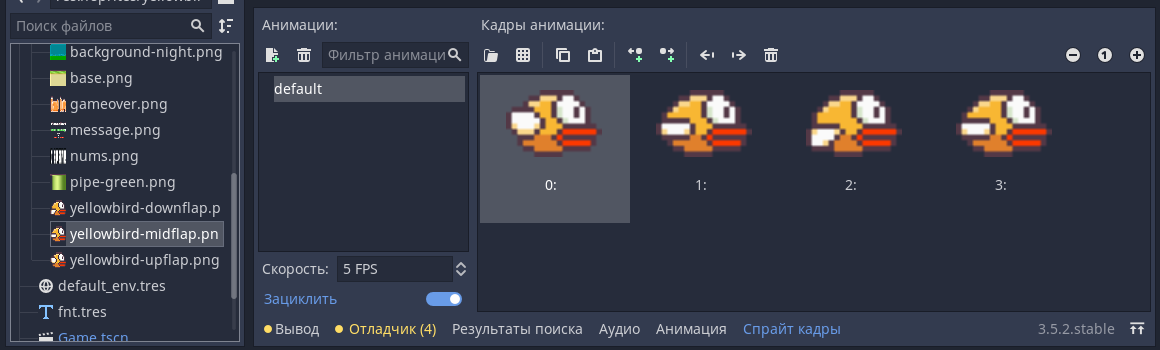 Поиск файлов
background-night.png
base.png
gameover.png
message.png
nums.png
pipe-green.png
yellowbird-downflap.p
yellowbird-midflap.pn
yellowbird-upflap.png
default_env.tres
fnt.tres
Game.tscn
Анимации:
Фильтр анимаци
default
Скорость: 5 FPS
Зациклить
Кадры анимации:
0: 1: 2: 3:
Вывод Отладчик (4) Результаты поиска Аудио Анимация Спрайт кадры 3.5.2.stable